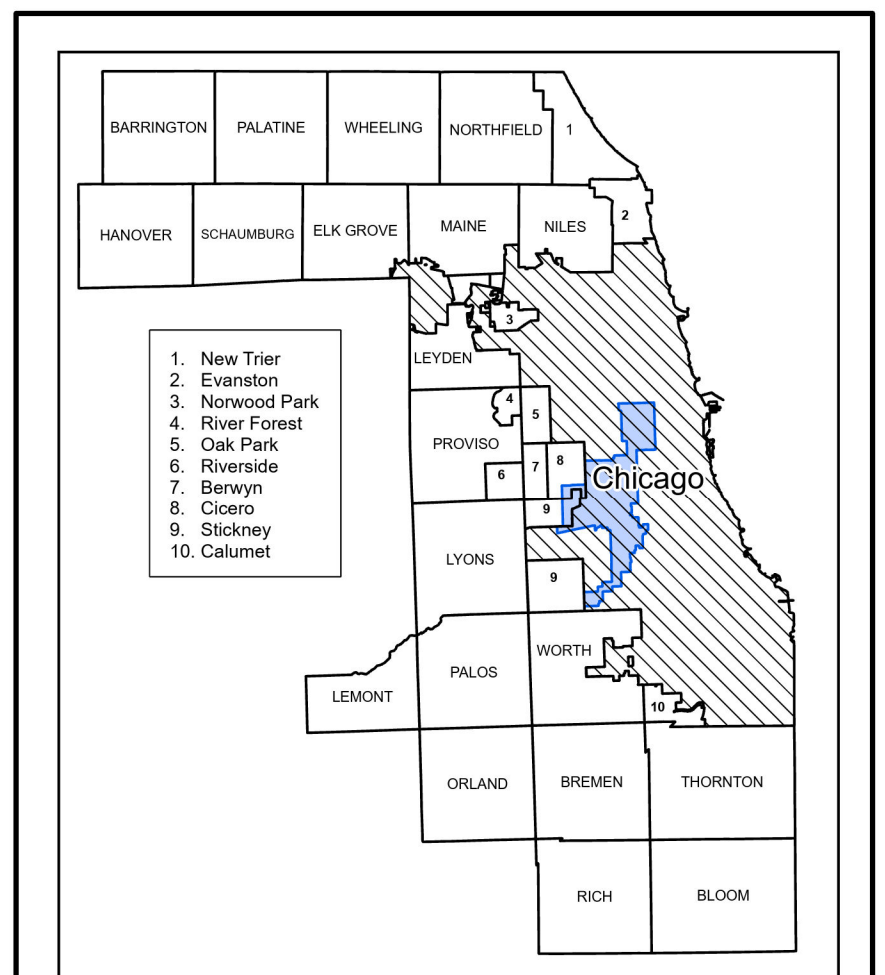 BARRINGTON
PALATINE
WHEELING
NORTHFIELD
1
HANOVER
SCHAUMBURG
ELK GROVE
MAINE
NILES
2
3
LEYDEN
1. New Trier
2. Evanston
3. Norwood Park
4. River Forest
5. Oak Park
6. Riverside
7. Berwyn
8. Cicero
9. Stickney
10. Calumet
4
5
PROVISO
6
7
8
Chicago
9
LYONS
9
WORTH
PALOS
LEMONT
10
ORLAND
BREMEN
THORNTON
RICH
BLOOM